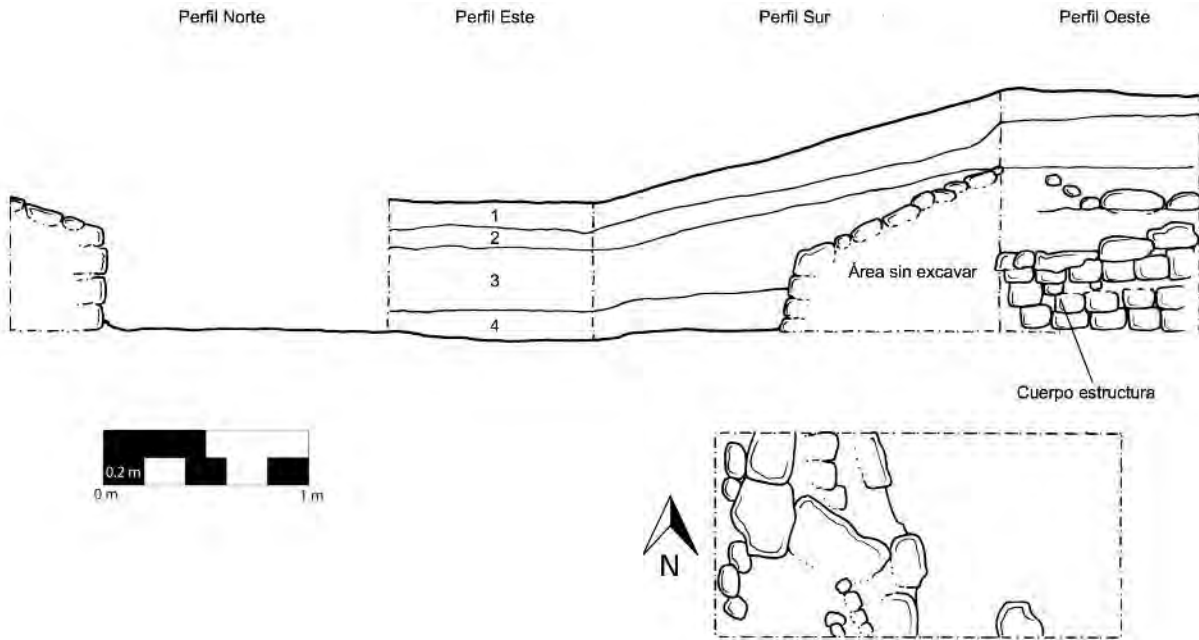 Perfil Norte
Perfil Este
Perfil Sur
Perfil Oeste
1
2
3
4
Área sin excavar
Cuerpo estructura
0.2 m
0 m
1 m
N